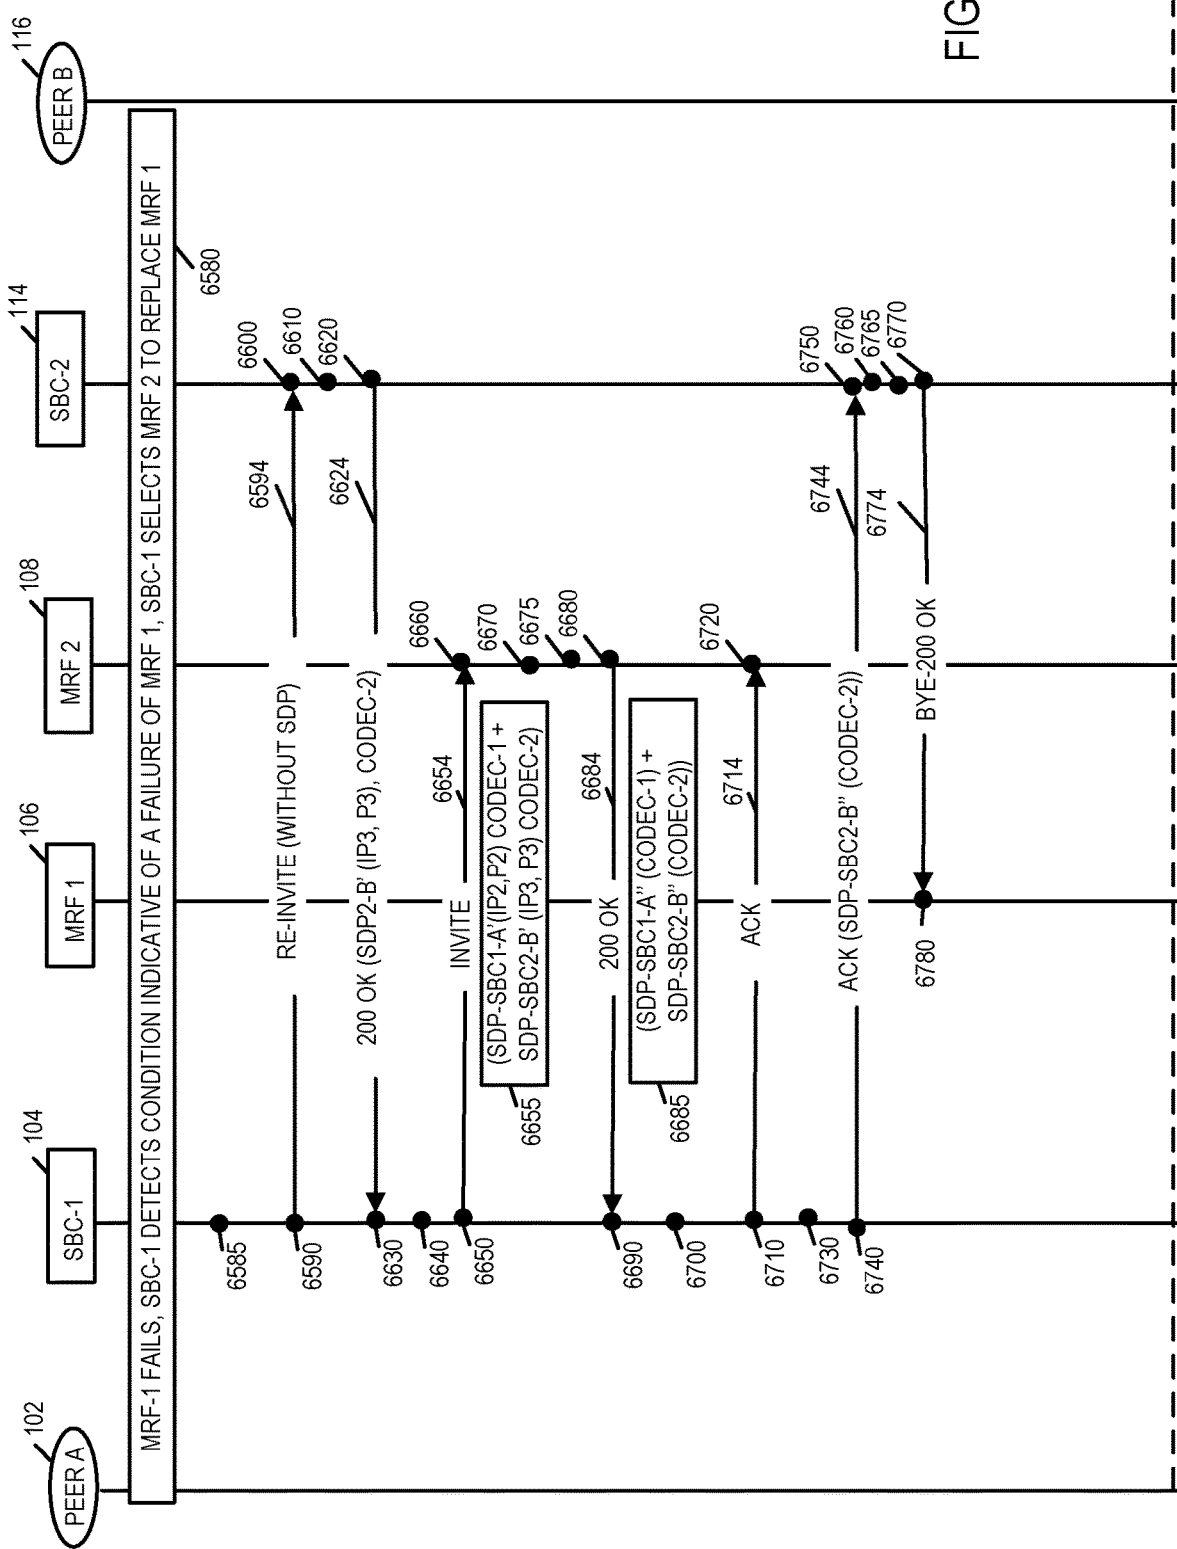 PEER A
102
SBC-1
104
MRF 1
106
MRF 2
108
SBC-2
114
PEER B
116
MRF-1 FAILS, SBC-1 DETECTS CONDITION INDICATIVE OF A FAILURE OF MRF 1, SBC-1 SELECTS MRF 2 TO REPLACE MRF 1
6580
6585
6590
RE-INVITE (WITHOUT SDP)
6594
6600
6610
6620
6624
200 OK (SDP2-B' (IP3, P3), CODEC-2)
6630
6640
6650
INVITE
6654
6660
6655
(SDP-SBC1-A'(IP2,P2) CODEC-1 +
SDP-SBC2-B' (IP3, P3) CODEC-2)
6670
6675
6680
6684
200 OK
6690
6685
(SDP-SBC1-A" (CODEC-1) +
SDP-SBC2-B" (CODEC-2))
6700
6710
ACK
6714
6720
6730
6740
ACK (SDP-SBC2-B" (CODEC-2))
6744
6750
6760
6765
6770
6774
BYE-200 OK
6780
FIG